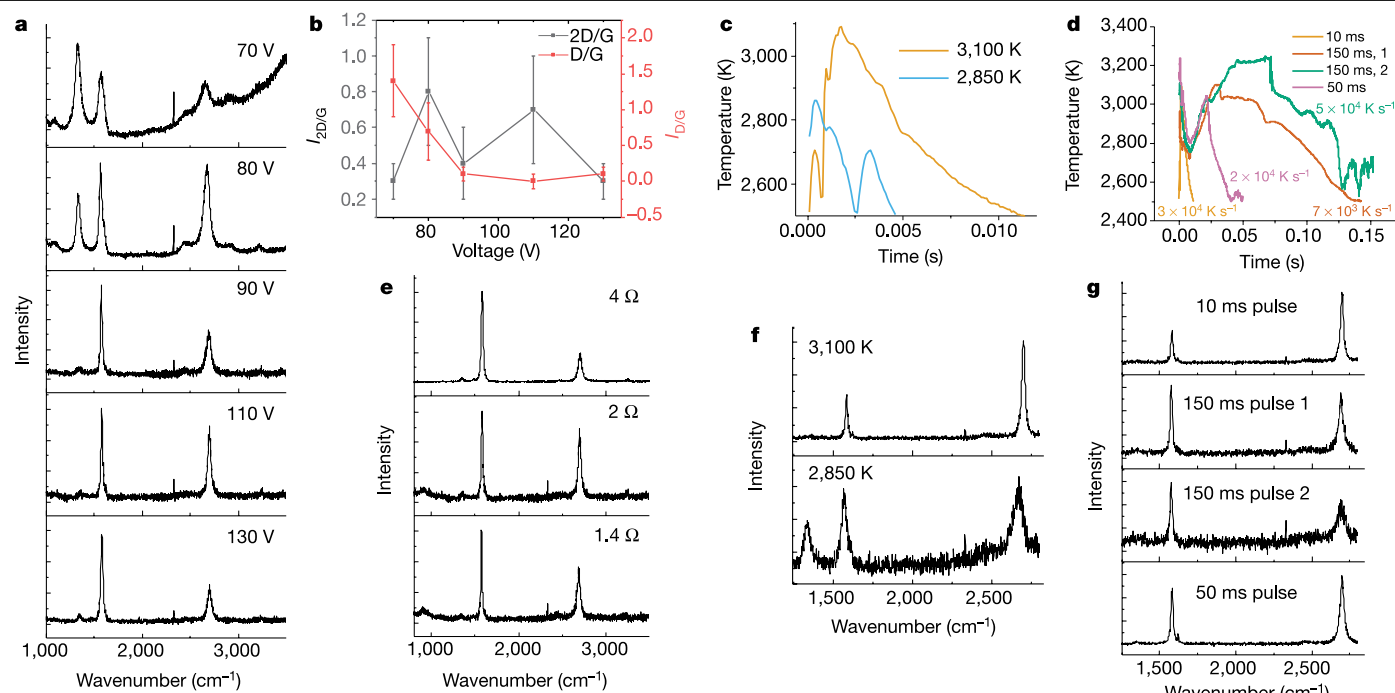 a
70 V
80 V
90 V
110 V
130 V
Intensity
1,000 2,000 3,000
Wavenumber (cm⁻¹)
b
2D/G
D/G
1.2
1.0
0.8
0.6
0.4
0.2
I2D/G
2.0
1.5
1.0
0.5
0.0
−0.5
ID/G
80 100 120
Voltage (V)
c
3,100 K
2,850 K
3,000
2,800
2,600
Temperature (K)
0.000 0.005 0.010
Time (s)
d
10 ms
150 ms, 1
150 ms, 2
50 ms
3,400
3,200
3,000
2,800
2,600
2,400
Temperature (K)
5 × 10⁴ K s⁻¹
2 × 10⁴ K s⁻¹
3 × 10⁴ K s⁻¹
7 × 10³ K s⁻¹
0.00 0.05 0.10 0.15
Time (s)
e
4 Ω
2 Ω
1.4 Ω
1,000 2,000 3,000
Wavenumber (cm⁻¹)
f
3,100 K
2,850 K
Intensity
1,500 2,000 2,500
Wavenumber (cm⁻¹)
g
10 ms pulse
150 ms pulse 1
150 ms pulse 2
50 ms pulse
Intensity
1,500 2,000 2,500
Wavenumber (cm⁻¹)